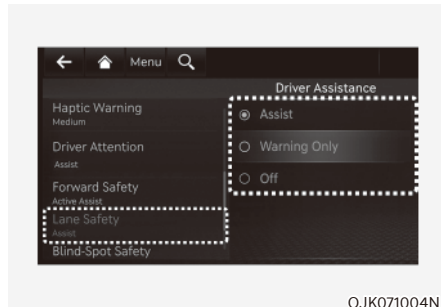 Menu
Driver Assistance
Haptic Warning
Medium
Driver Attention
Assist
Forward Safety
Active Assist
Lane Safety
Assist
Blind-Spot Safety
Assist
Warning Only
Off
OJK071004N